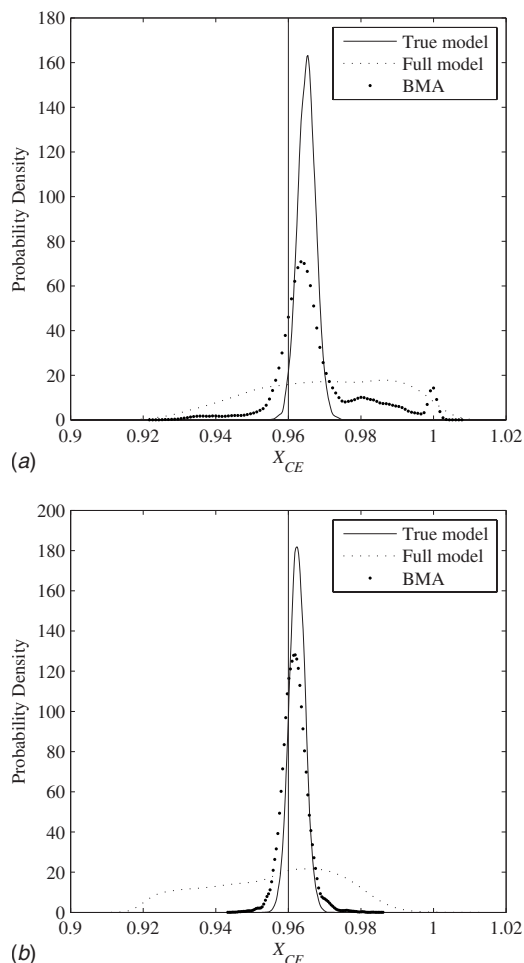 180
160
140
120
100
80
60
40
20
0
Probability Density
True model
Full model
BMA
0.9 0.92 0.94 0.96 0.98 1 1.02
(a)
X_CE
200
180
160
140
120
100
80
60
40
20
0
Probability Density
True model
Full model
BMA
0.9 0.92 0.94 0.96 0.98 1 1.02
(b)
X_CE